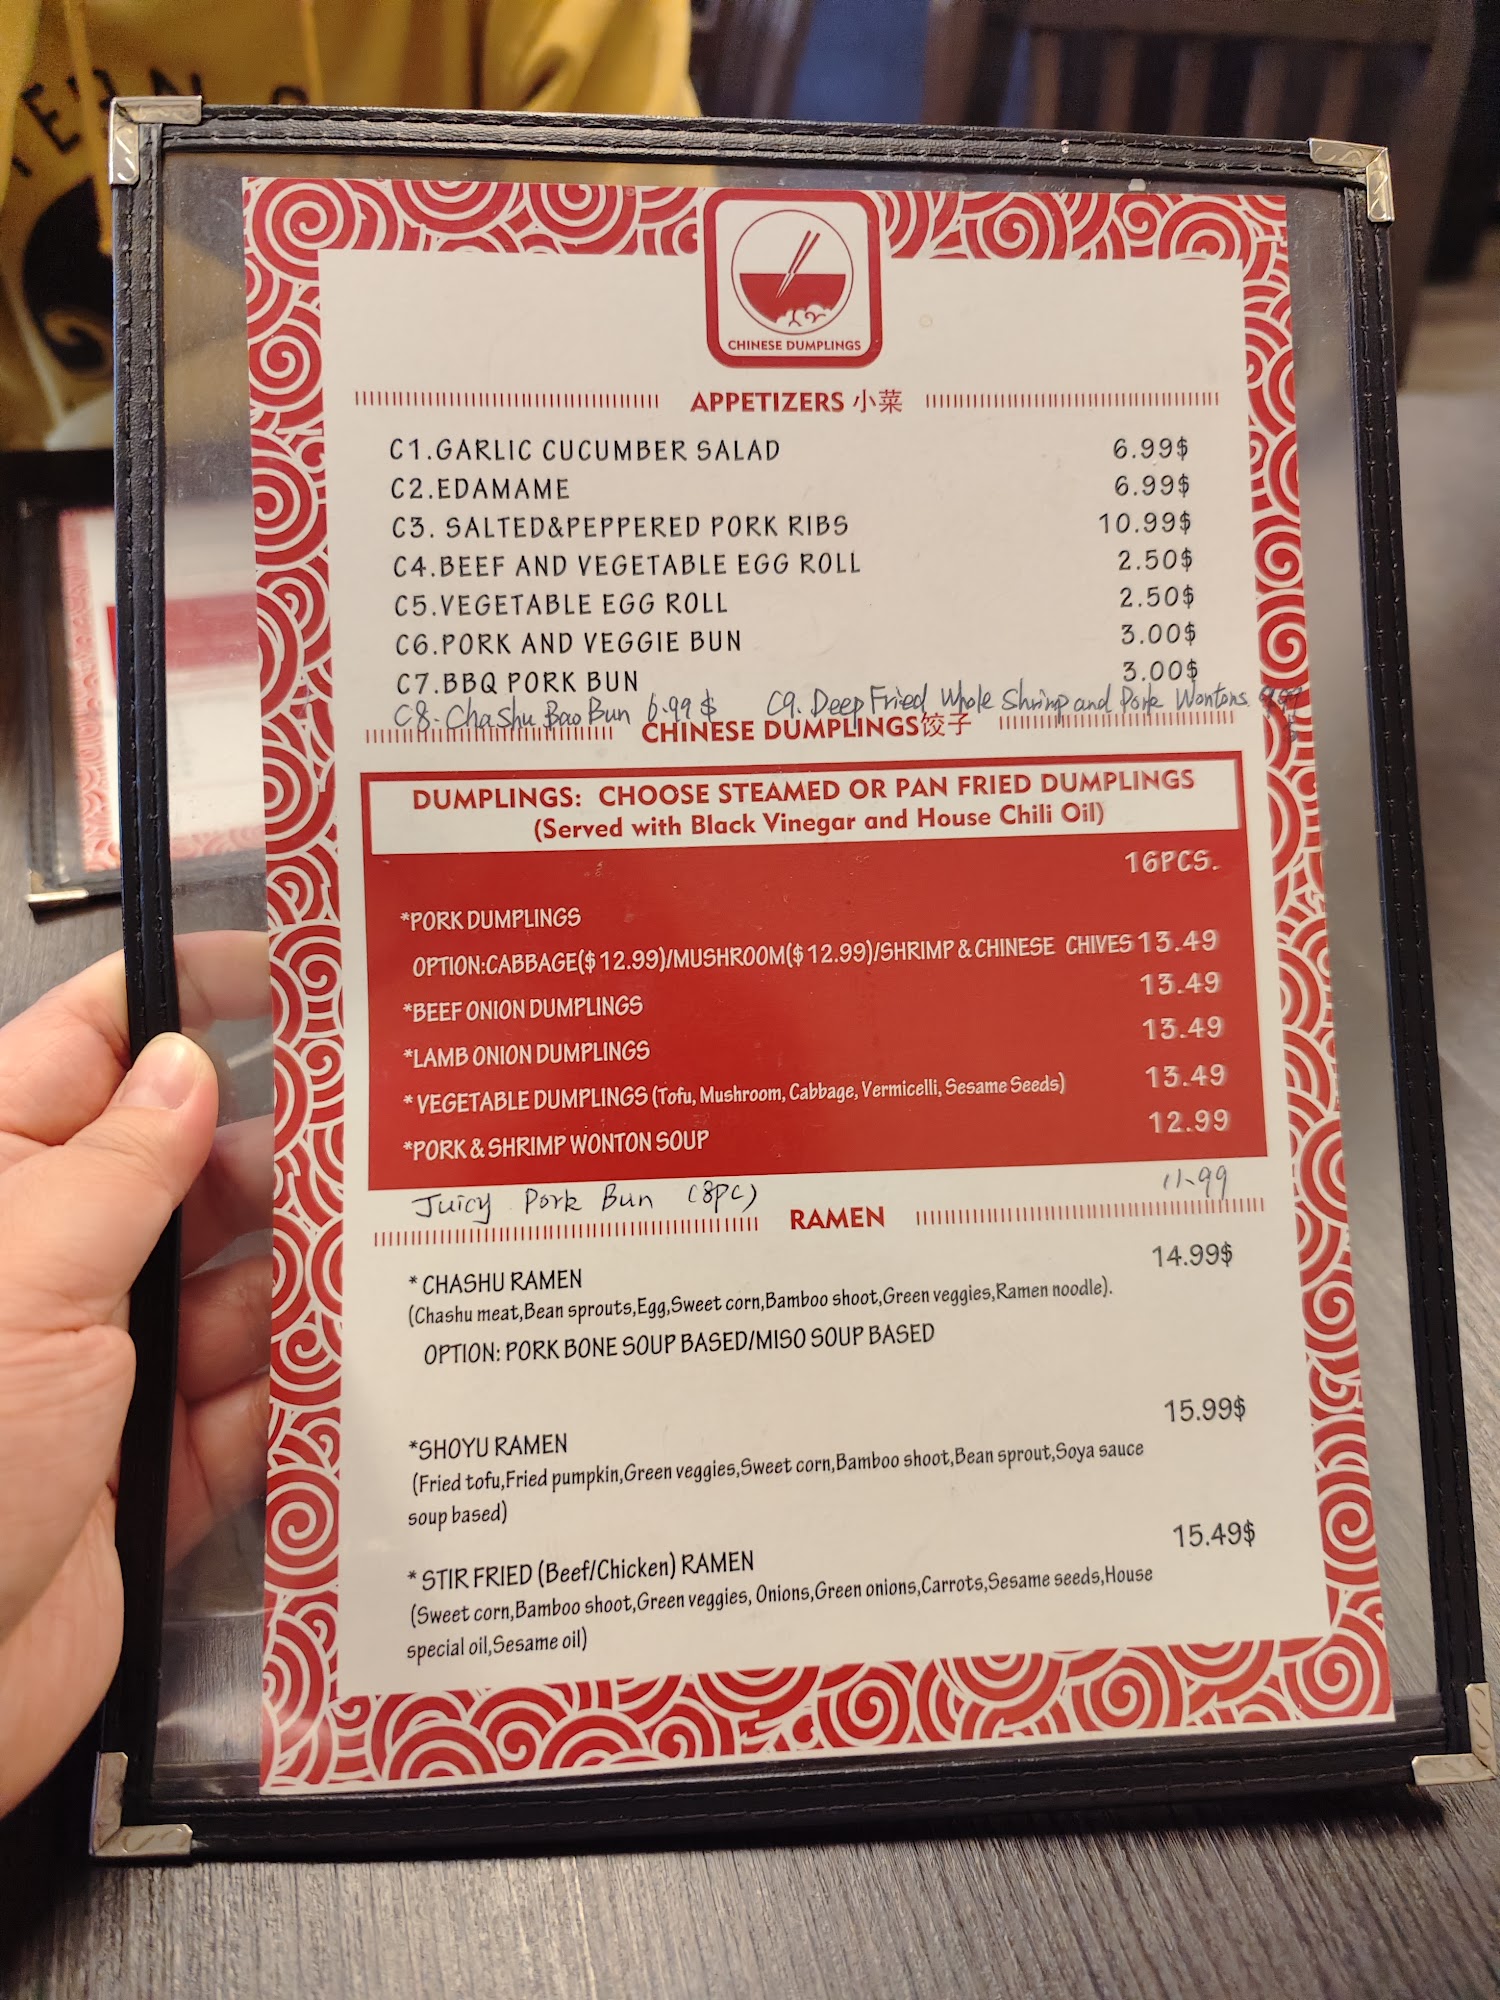 CHINESE DUMPLINGS
APPETIZERS 小菜
C1.GARLIC CUCUMBER SALAD 6.99$
C2.EDAMAME 6.99$
C3. SALTED&PEPPERED PORK RIBS 10.99$
C4.BEEF AND VEGETABLE EGG ROLL 2.50$
C5.VEGETABLE EGG ROLL 2.50$
C6.PORK AND VEGGIE BUN 3.00$
C7.BBQ PORK BUN 3.00$
C8. Chashu Bao Bun 6.99$ C9. Deep Fried Whole Shrimp and Pork Wontons
CHINESE DUMPLINGS饺子
DUMPLINGS: CHOOSE STEAMED OR PAN FRIED DUMPLINGS
(Served with Black Vinegar and House Chili Oil)
16PCS.
*PORK DUMPLINGS
OPTION:CABBAGE($12.99)/MUSHROOM($12.99)/SHRIMP & CHINESE CHIVES 13.49
*BEEF ONION DUMPLINGS 13.49
*LAMB ONION DUMPLINGS 13.49
* VEGETABLE DUMPLINGS (Tofu, Mushroom, Cabbage, Vermicelli, Sesame Seeds) 13.49
*PORK & SHRIMP WONTON SOUP 12.99
Juicy Pork Bun (8pc) 11.99
RAMEN
* CHASHU RAMEN 14.99$
(Chashu meat,Bean sprouts,Egg,Sweet corn,Bamboo shoot,Green veggies,Ramen noodle).
OPTION: PORK BONE SOUP BASED/MISO SOUP BASED
*SHOYU RAMEN 15.99$
(Fried tofu,Fried pumpkin,Green veggies,Sweet corn,Bamboo shoot,Bean sprout,Soya sauce
soup based)
* STIR FRIED (Beef/Chicken) RAMEN 15.49$
(Sweet corn,Bamboo shoot,Green veggies, Onions,Green onions,Carrots,Sesame seeds,House
special oil,Sesame oil)